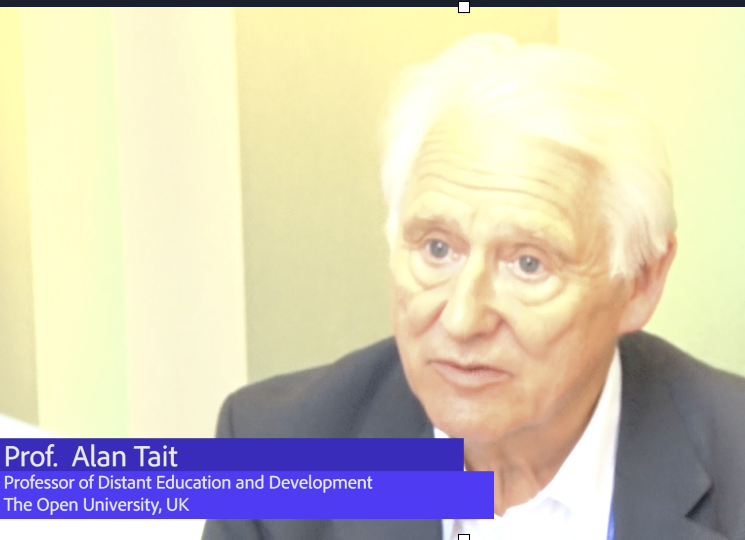 Prof. Alan Tait
Professor of Distant Education and Development
The Open University, UK